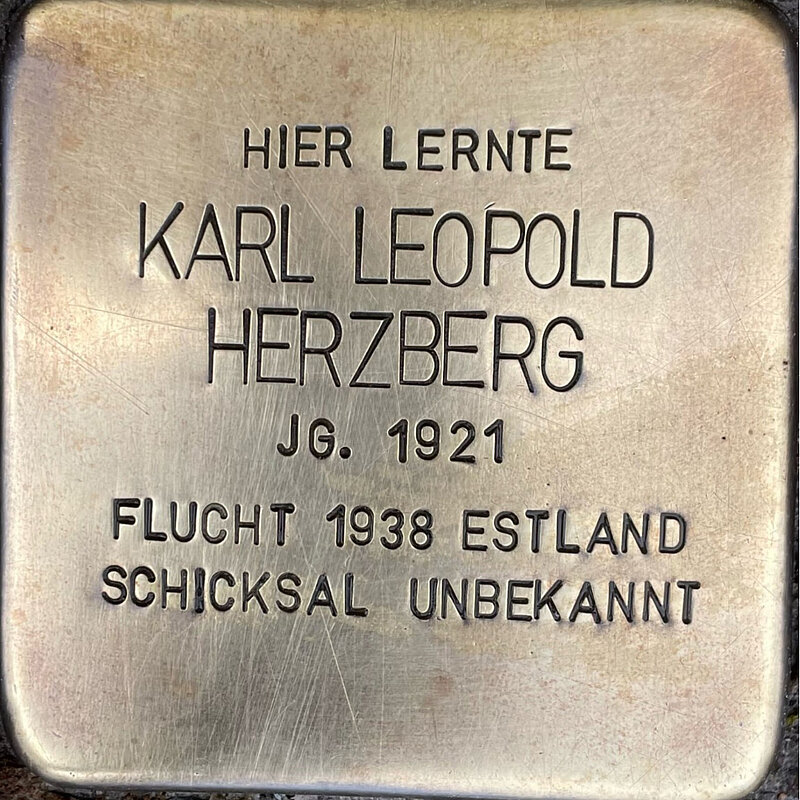 HIER LERNTE
KARL LEOPOLD
HERZBERG
JG. 1921
FLUCHT 1938 ESTLAND
SCHICKSAL UNBEKANNT